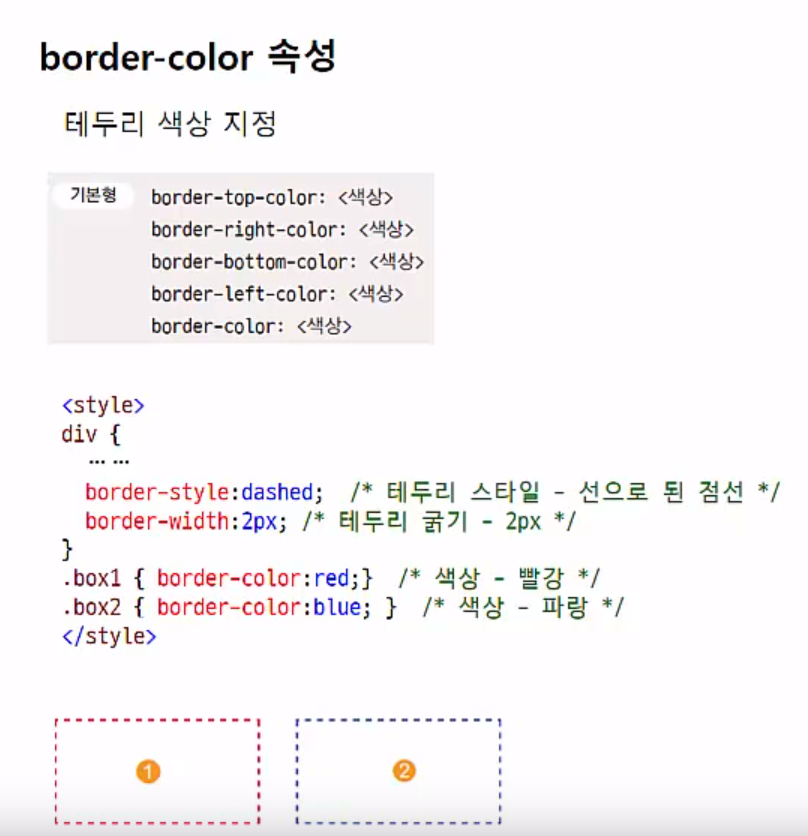 border-color 속성
테두리 색상 지정
기본형 border-top-color: <색상>
border-right-color: <색상>
border-bottom-color: <색상>
border-left-color: <색상>
border-color: <색상>
<style>
div {
… …
border-style:dashed; /* 테두리 스타일 - 선으로 된 점선 */
border-width:2px; /* 테두리 굵기 - 2px */
}
.box1 { border-color:red;} /* 색상 - 빨강 */
.box2 { border-color:blue; } /* 색상 - 파랑 */
</style>
1 2